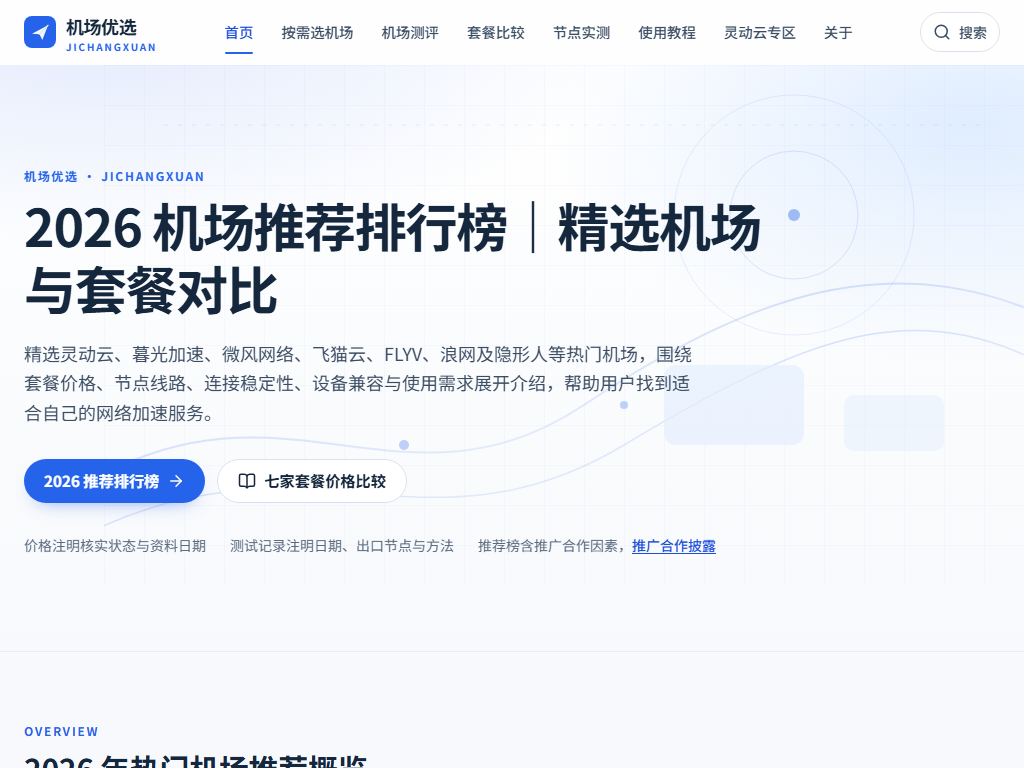 机场优选
JICHANGXUAN
首页 按需选机场 机场测评 套餐比较 节点实测 使用教程 灵动云专区 关于 搜索
机场优选 • JICHANGXUAN
2026 机场推荐排行榜｜精选机场
与套餐对比
精选灵动云、暮光加速、微风网络、飞猫云、FLYV、浪网及隐形人等热门机场，围绕
套餐价格、节点线路、连接稳定性、设备兼容与使用需求展开介绍，帮助用户找到适
合自己的网络加速服务。
2026 推荐排行榜 七家套餐价格比较
价格注明核实状态与资料日期 测试记录注明日期、出口节点与方法 推荐榜含推广合作因素，推广合作披露
OVERVIEW
2026 年热门机场推荐概览